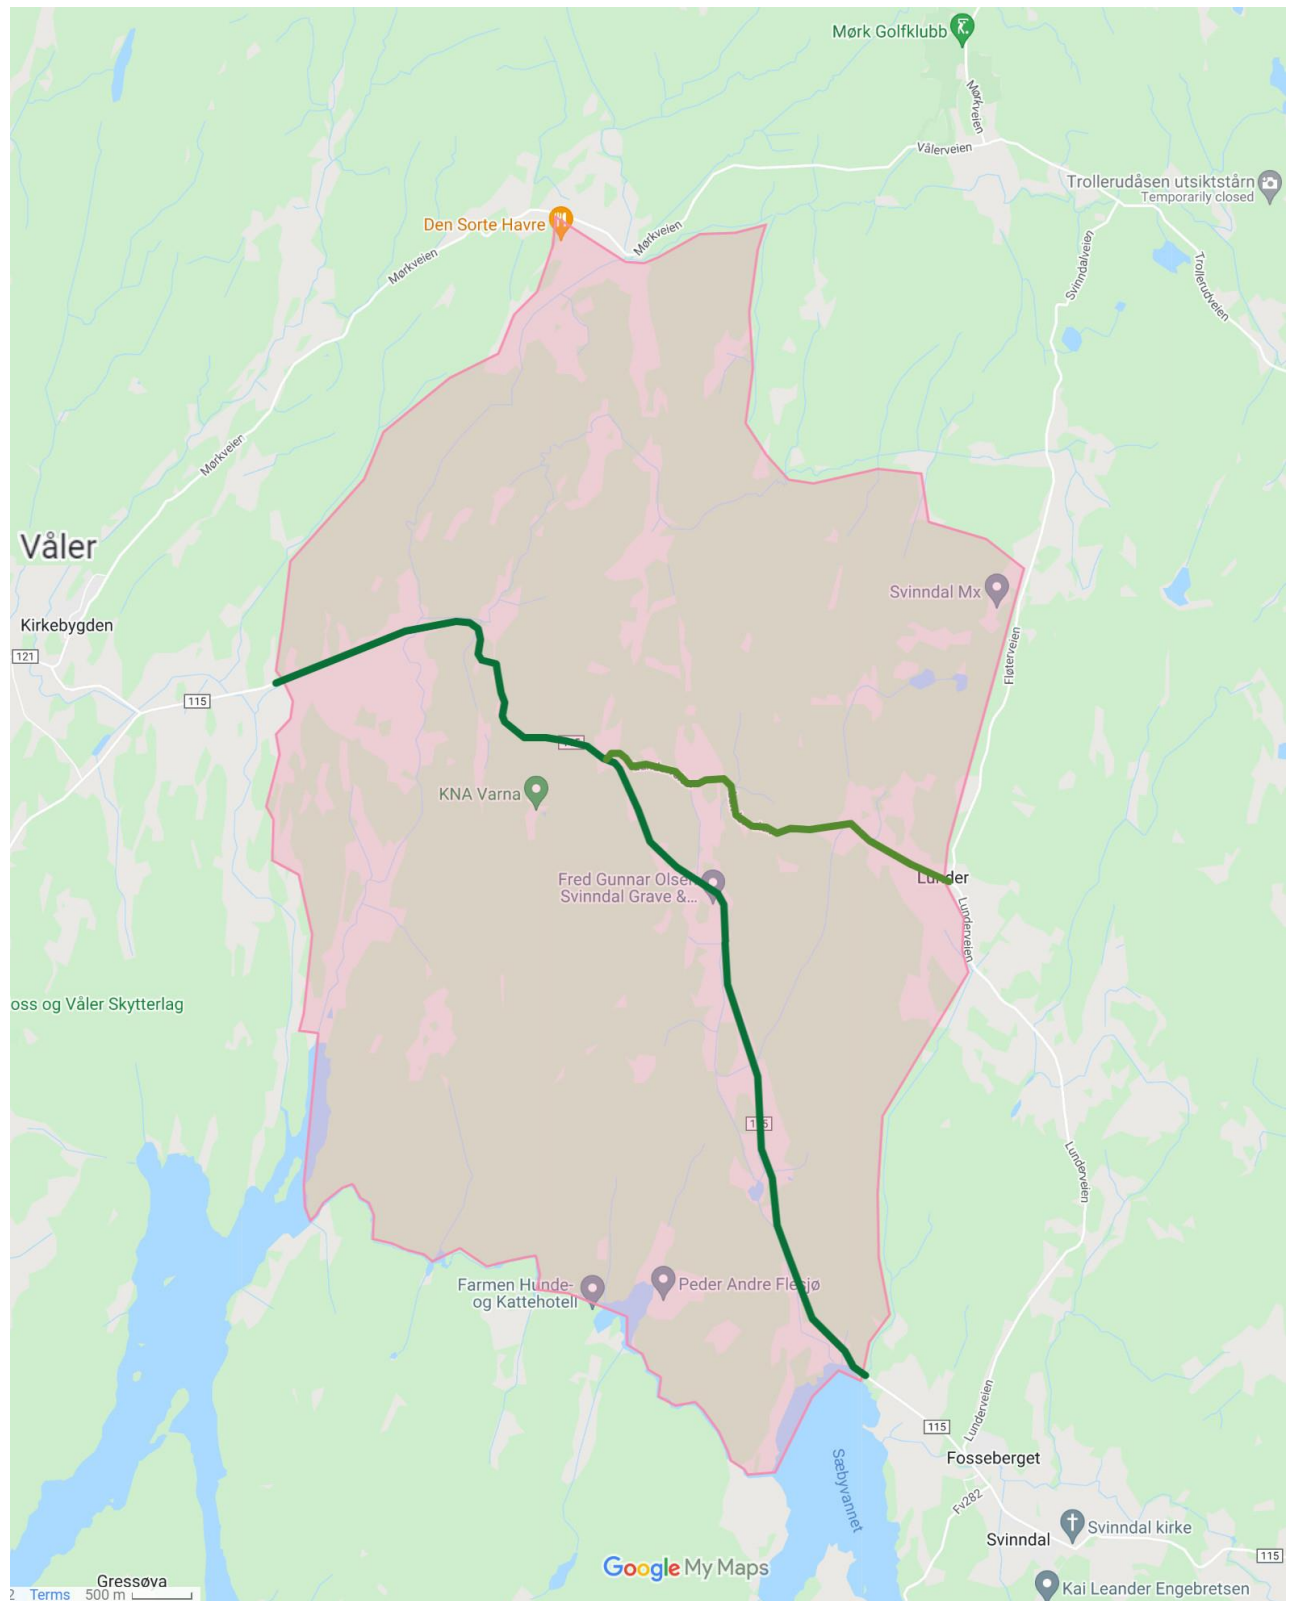 Mørk Golfklubb
Mørkveien
Vålerveien
Trollerudåsen utsiktstårn
Temporarily closed
Den Sorte Havre
Mørkveien
Mørkveien
Svinndalveien
Trollerudveien
Mørkveien
Våler
Svinndal Mx
Kirkebygden
121
Fløterveien
115
KNA Varna
Fred Gunnar Olsen
Svinndal Grave &...
Lunder
Lunderveien
oss og Våler Skytterlag
115
Lunderveien
Farmen Hunde-
og Kattehotell
Peder Andre Flesjø
Lunderveien
115
Sæbyvannet
Fosseberget
Fv282
Svinndal kirke
Svinndal
115
Google My Maps
Gressøya
Kai Leander Engebretsen
2 Terms 500 m